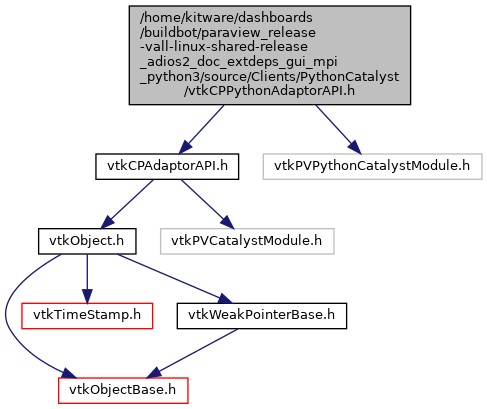 /home/kitware/dashboards
/buildbot/paraview_release
-vall-linux-shared-release
_adios2_doc_extdeps_gui_mpi
_python3/source/Clients/PythonCatalyst
/vtkCPPythonAdaptorAPI.h
vtkCPAdaptorAPI.h
vtkPVPythonCatalystModule.h
vtkObject.h
vtkPVCatalystModule.h
vtkTimeStamp.h
vtkWeakPointerBase.h
vtkObjectBase.h